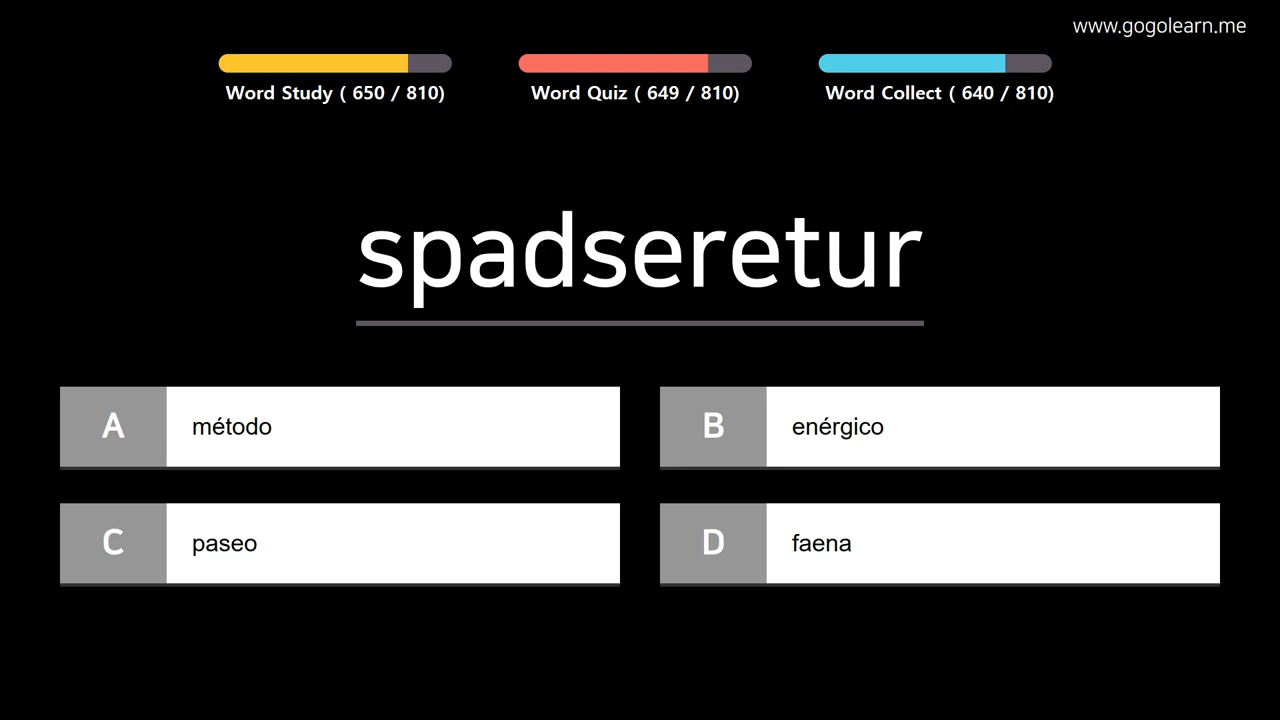 www.gogolearn.me
Word Study ( 650 / 810)
Word Quiz ( 649 / 810)
Word Collect ( 640 / 810)
spadseretur
A método
B enérgico
C paseo
D faena